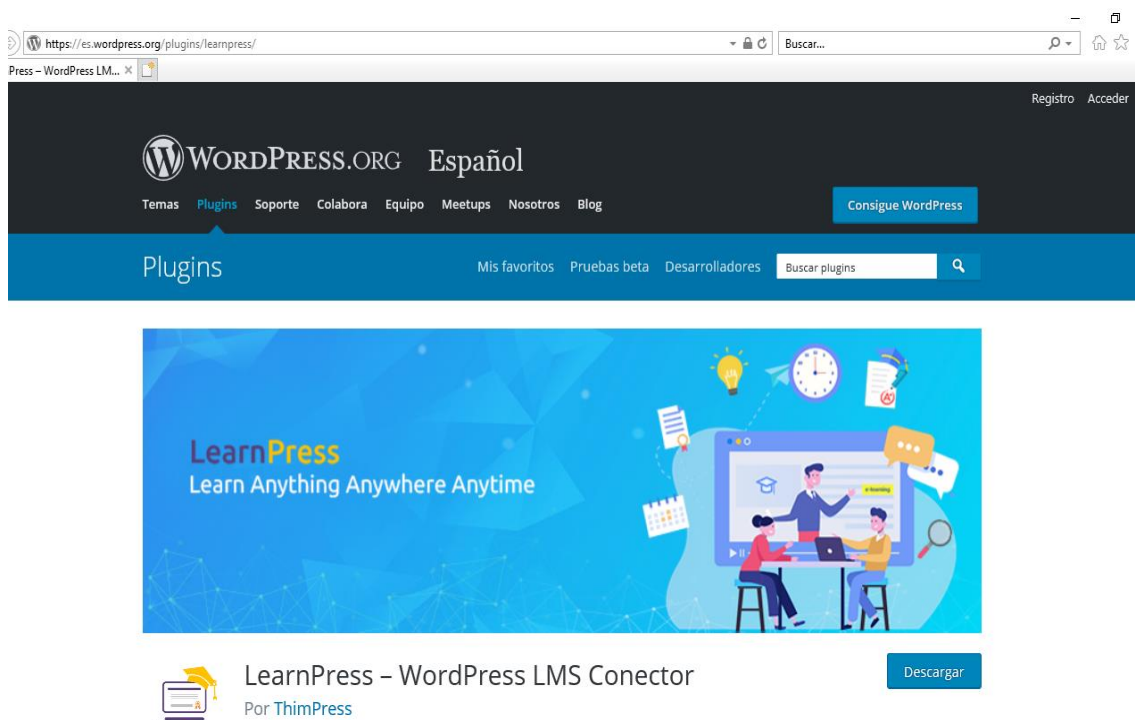 https://es.wordpress.org/plugins/learnpress/
Buscar...
Press – WordPress LM...
Registro Acceder
WORDPRESS.ORG Español
Temas Plugins Soporte Colabora Equipo Meetups Nosotros Blog
Consigue WordPress
Plugins
Mis favoritos Pruebas beta Desarrolladores
Buscar plugins
LearnPress
Learn Anything Anywhere Anytime
A
e-learning
LearnPress – WordPress LMS Conector
Descargar
Por ThimPress